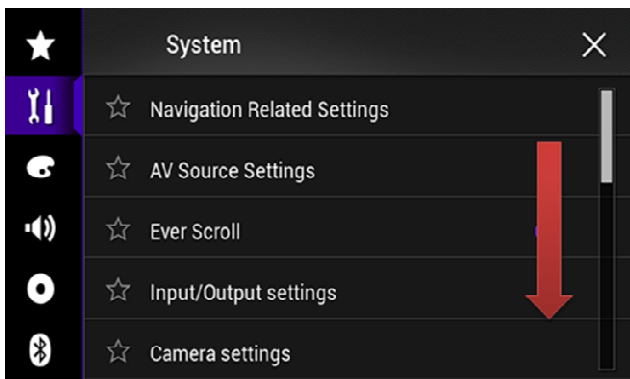 System
Navigation Related Settings
AV Source Settings
Ever Scroll
Input/Output settings
Camera settings